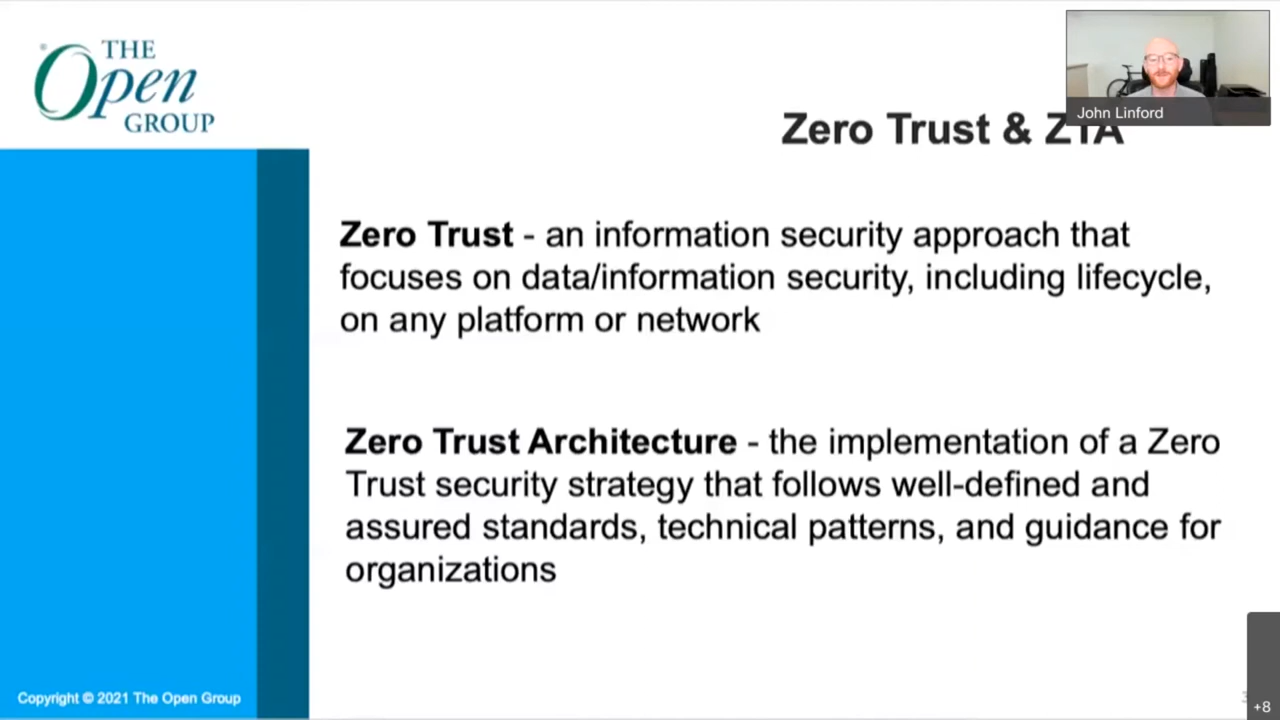 THE
Open
GROUP
John Linford
Zero Trust & ZTA
Zero Trust - an information security approach that
focuses on data/information security, including lifecycle,
on any platform or network
Zero Trust Architecture - the implementation of a Zero
Trust security strategy that follows well-defined and
assured standards, technical patterns, and guidance for
organizations
Copyright © 2021 The Open Group
+8